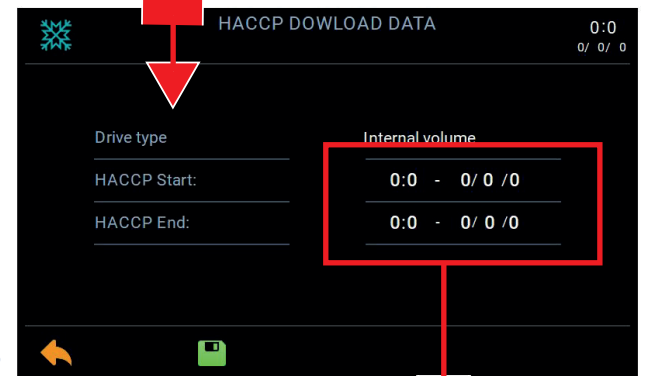 HACCP DOWLOAD DATA
0:0
0/ 0/ 0
Drive type
Internal volume
HACCP Start:
0:0 - 0/ 0 /0
HACCP End:
0:0 - 0/ 0 /0